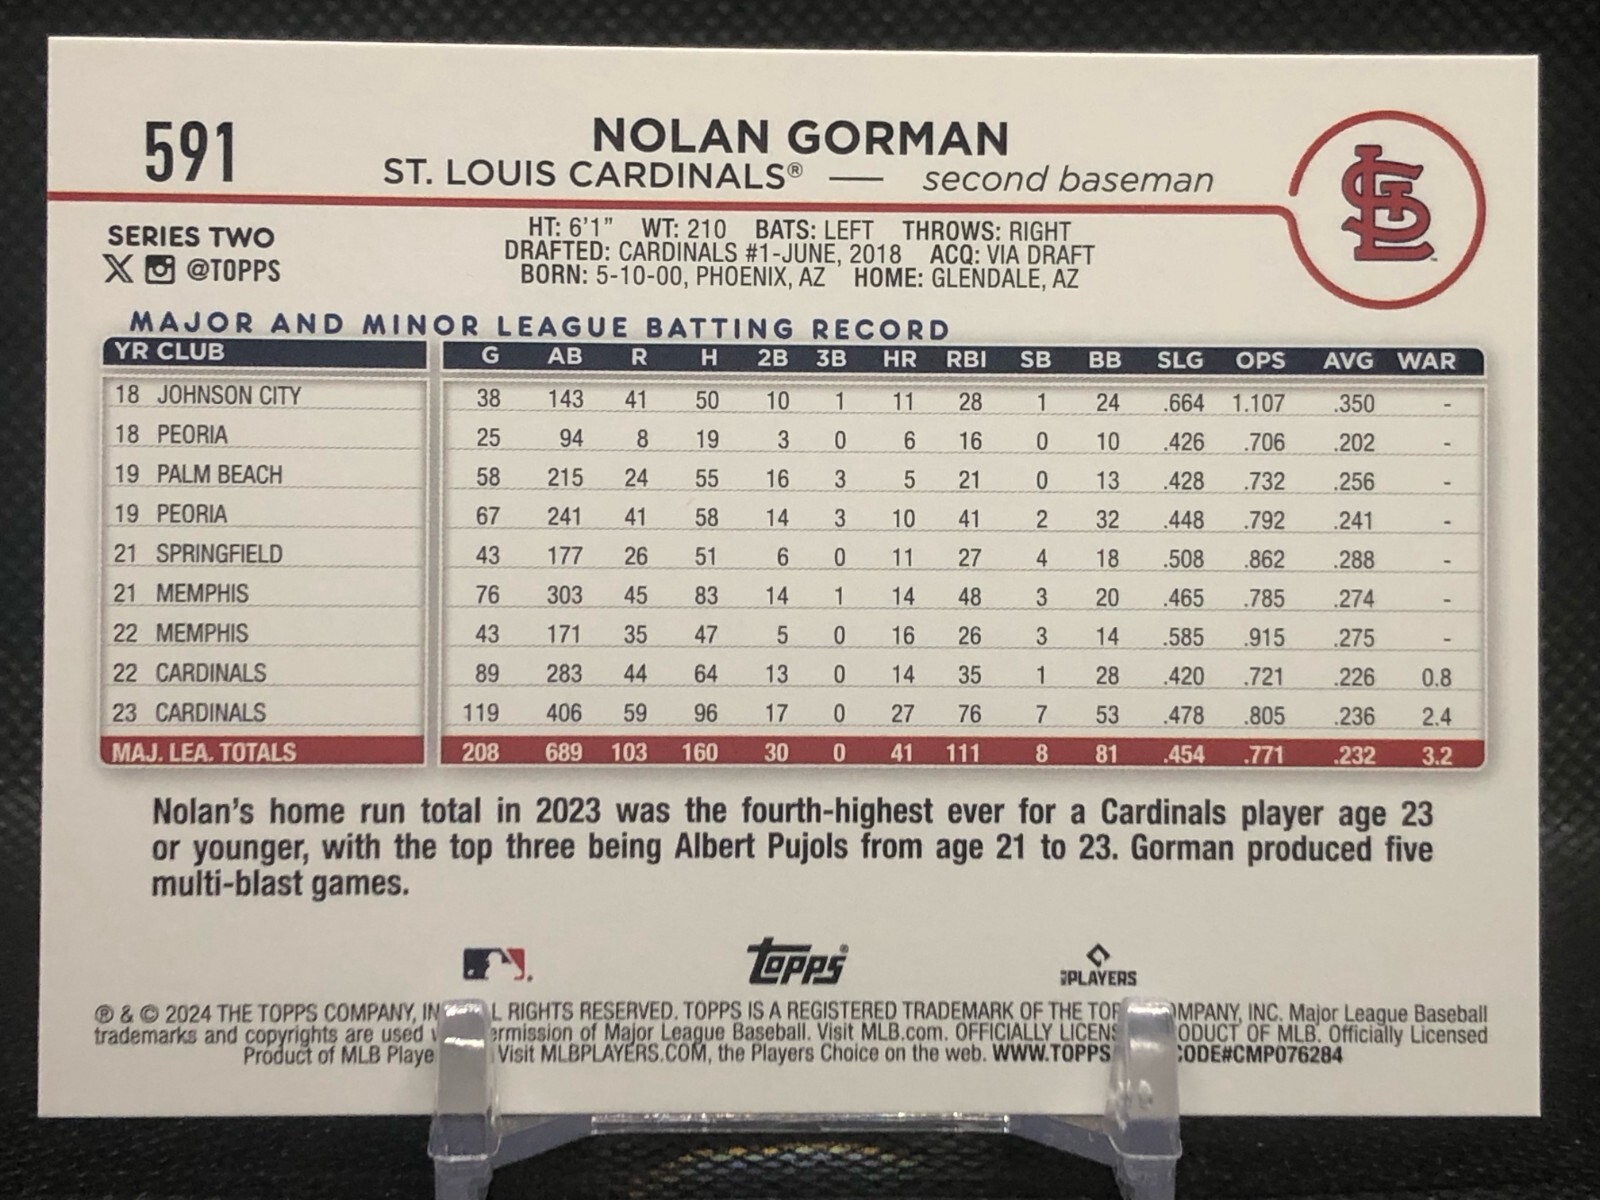 591
NOLAN GORMAN
ST. LOUIS CARDINALS® — second baseman
SERIES TWO
@TOPPS
HT: 6'1" WT: 210 BATS: LEFT THROWS: RIGHT
DRAFTED: CARDINALS #1-JUNE, 2018 ACQ: VIA DRAFT
BORN: 5-10-00, PHOENIX, AZ HOME: GLENDALE, AZ
StL
MAJOR AND MINOR LEAGUE BATTING RECORD
YR CLUB G AB R H 2B 3B HR RBI SB BB SLG OPS AVG WAR
18 JOHNSON CITY 38 143 41 50 10 1 11 28 1 24 .664 1.107 .350 -
18 PEORIA 25 94 8 19 3 0 6 16 0 10 .426 .706 .202 -
19 PALM BEACH 58 215 24 55 16 3 5 21 0 13 .428 .732 .256 -
19 PEORIA 67 241 41 58 14 3 10 41 2 32 .448 .792 .241 -
21 SPRINGFIELD 43 177 26 51 6 0 11 27 4 18 .508 .862 .288 -
21 MEMPHIS 76 303 45 83 14 1 14 48 3 20 .465 .785 .274 -
22 MEMPHIS 43 171 35 47 5 0 16 26 3 14 .585 .915 .275 -
22 CARDINALS 89 283 44 64 13 0 14 35 1 28 .420 .721 .226 0.8
23 CARDINALS 119 406 59 96 17 0 27 76 7 53 .478 .805 .236 2.4
MAJ. LEA. TOTALS 208 689 103 160 30 0 41 111 8 81 .454 .771 .232 3.2
Nolan's home run total in 2023 was the fourth-highest ever for a Cardinals player age 23
or younger, with the top three being Albert Pujols from age 21 to 23. Gorman produced five
multi-blast games.
Topps®
PLAYERS
® & © 2024 THE TOPPS COMPANY, RIGHTS RESERVED. TOPPS IS A REGISTERED TRADEMARK OF THE INC. Major League Baseball
trademarks and copyrights are used of Major League Baseball. Visit MLB.com. OFFICIALLY OF MLB. Officially Licensed
Product of MLB Visit MLBPLAYERS.COM, the Players Choice on the web. WWW.TOPPS CODE#CMP076284